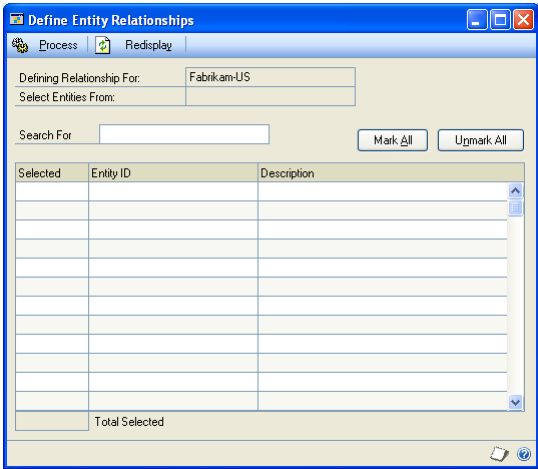 Define Entity Relationships
Process Redisplay
Defining Relationship For: Fabrikam-US
Select Entities From:
Search For Mark All Unmark All
Selected Entity ID Description
Total Selected